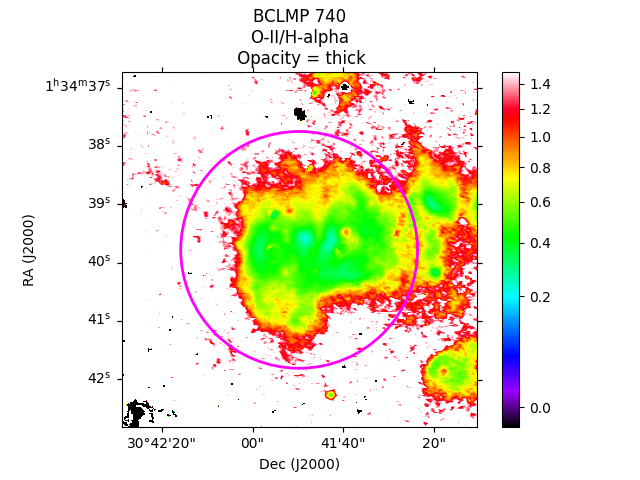 BCLMP 740
O-II/H-alpha
Opacity = thick
1h34m37s
38s
39s
40s
41s
42s
RA (J2000)
30°42'20"
00"
41'40"
20"
Dec (J2000)
1.4
1.2
1.0
0.8
0.6
0.4
0.2
0.0